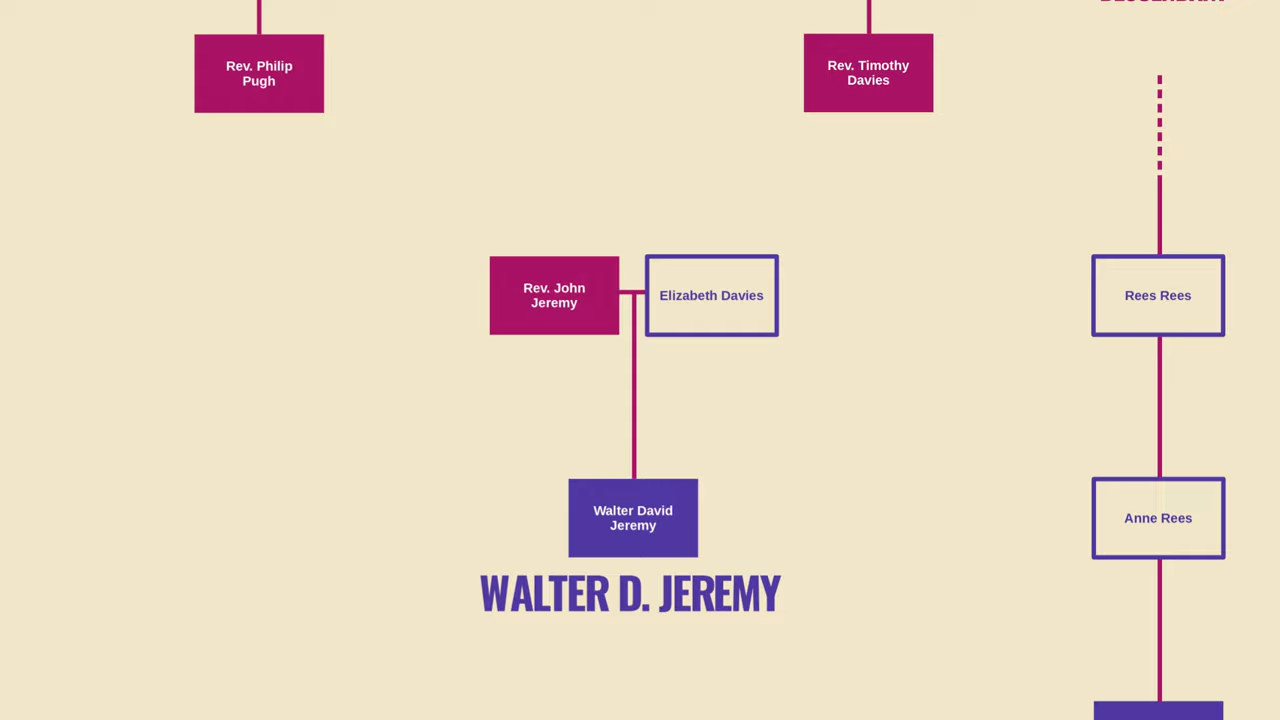 Rev. Philip
Pugh
Rev. Timothy
Davies
Rev. John
Jeremy
Elizabeth Davies
Rees Rees
Walter David
Jeremy
Anne Rees
WALTER D. JEREMY